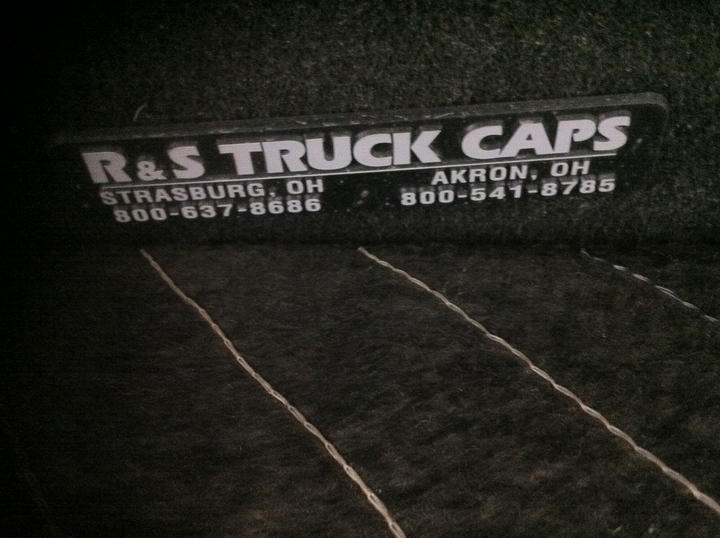 R&S TRUCK CAPS
STRASBURG, OH AKRON, OH
800-637-8686 800-541-8785